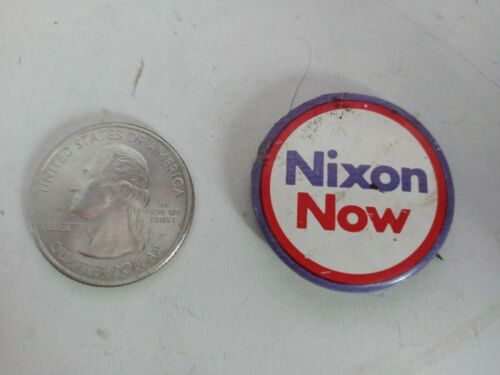 UNITED STATES OF AMERICA
LIBERTY
IN
GOD WE
TRUST
QUARTER DOLLAR
Nixon
Now